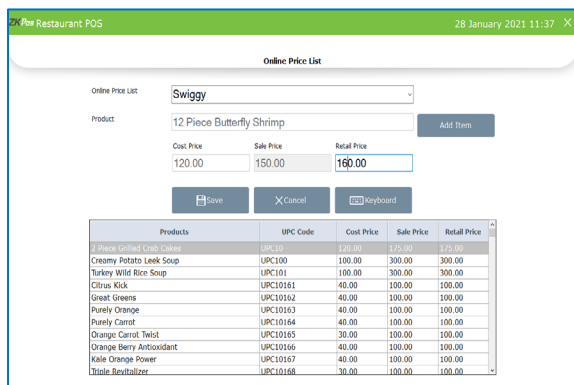 ZKPos Restaurant POS 28 January 2021 11:37 X
Online Price List
Online Price List Swiggy
Product 12 Piece Butterfly Shrimp Add Item
Cost Price Sale Price Retail Price
120.00 150.00 160.00
Save Cancel Keyboard
Products UPC Code Cost Price Sale Price Retail Price
2 Piece Grilled Crab Cakes UPC10 120.00 175.00 175.00
Creamy Potato Leek Soup UPC100 100.00 300.00 300.00
Turkey Wild Rice Soup UPC101 100.00 300.00 300.00
Citrus Kick UPC10161 40.00 100.00 100.00
Great Greens UPC10162 40.00 100.00 100.00
Purely Orange UPC10163 40.00 100.00 100.00
Purely Carrot UPC10164 40.00 100.00 100.00
Orange Carrot Twist UPC10165 30.00 100.00 100.00
Orange Berry Antioxidant UPC10166 40.00 100.00 100.00
Kale Orange Power UPC10167 40.00 100.00 100.00
Triple Revitalizer UPC10168 30.00 100.00 100.00